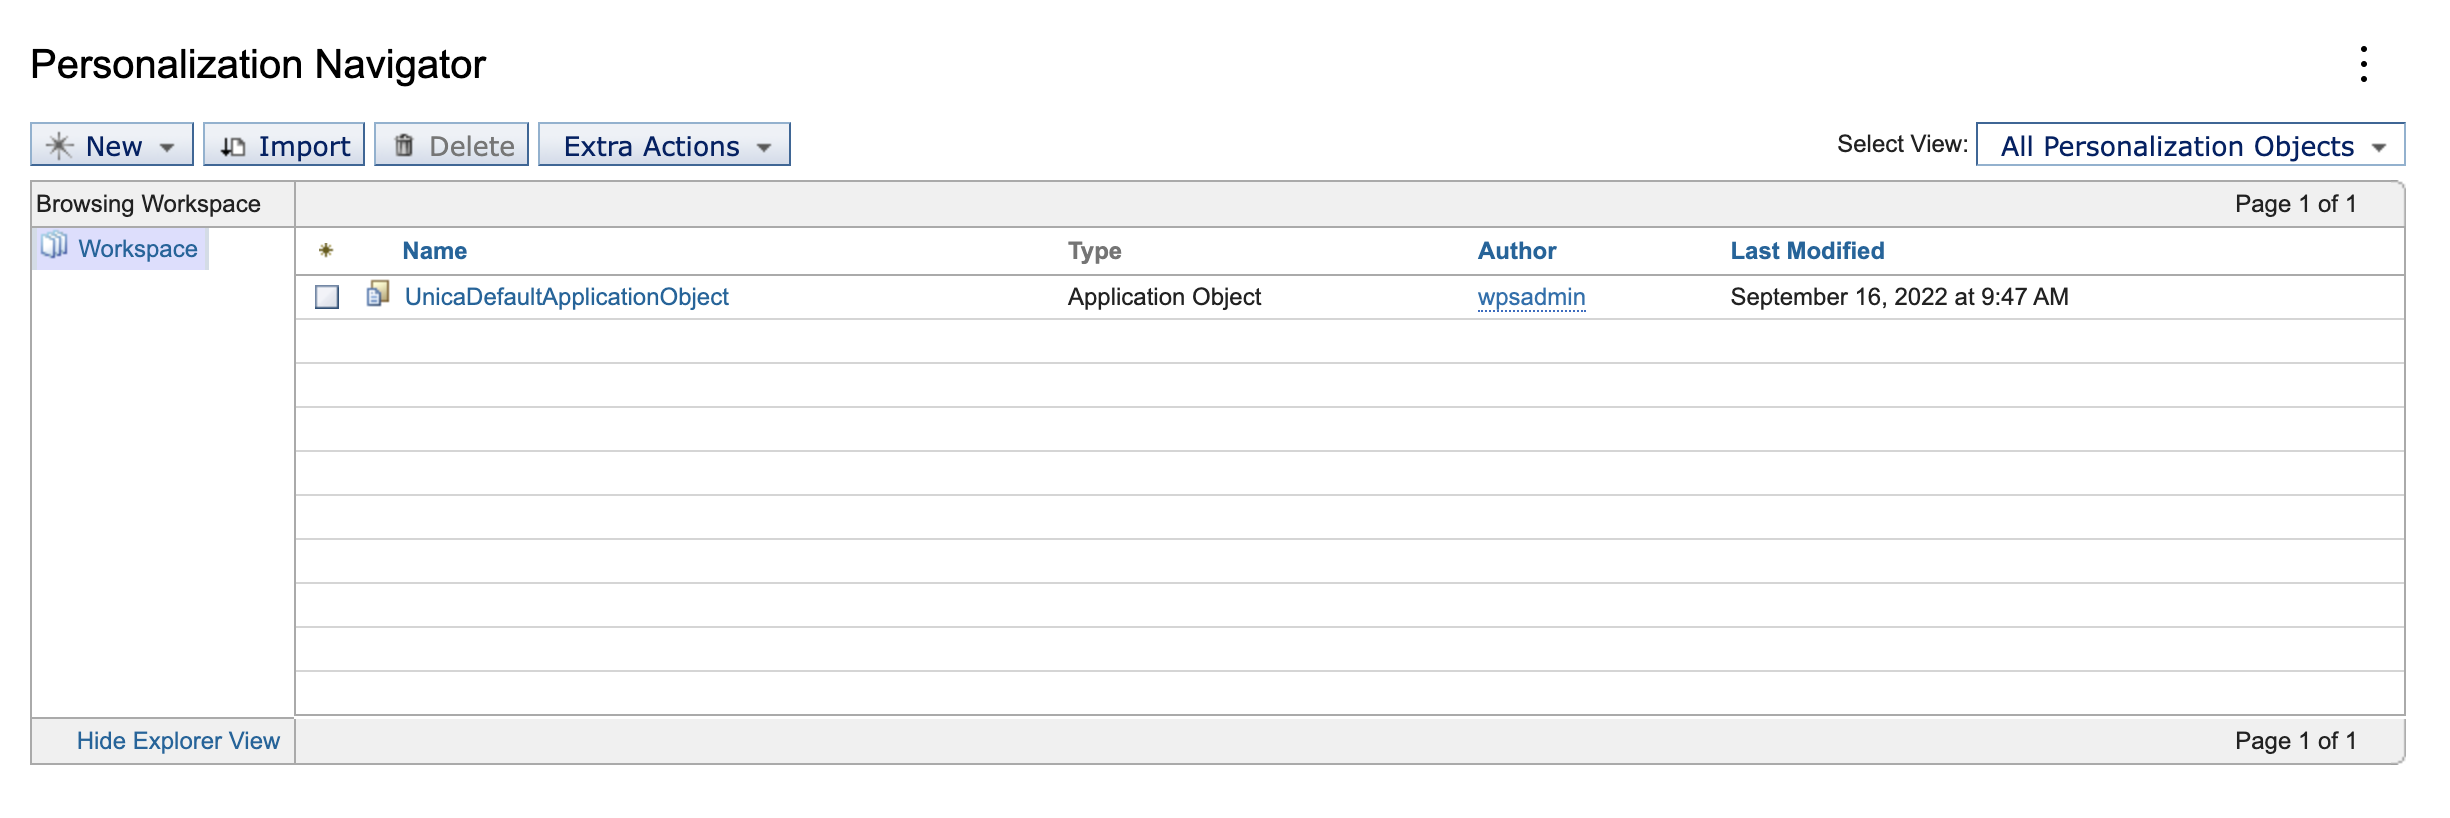 Personalization Navigator
New Import Delete Extra Actions Select View: All Personalization Objects
Browsing Workspace Page 1 of 1
Workspace
Name Type Author Last Modified
UnicaDefaultApplicationObject Application Object wpsadmin September 16, 2022 at 9:47 AM
Hide Explorer View Page 1 of 1